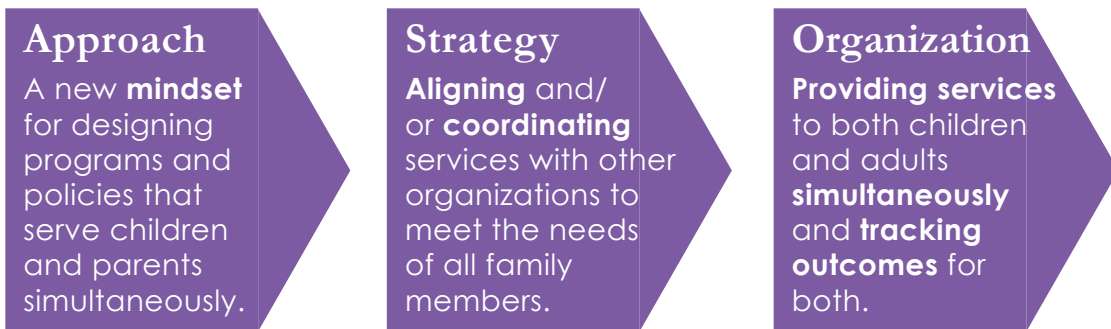 Approach
A new mindset
for designing
programs and
policies that
serve children
and parents
simultaneously.
Strategy
Aligning and/
or coordinating
services with other
organizations to
meet the needs
of all family
members.
Organization
Providing services
to both children
and adults
simultaneously
and tracking
outcomes for
both.